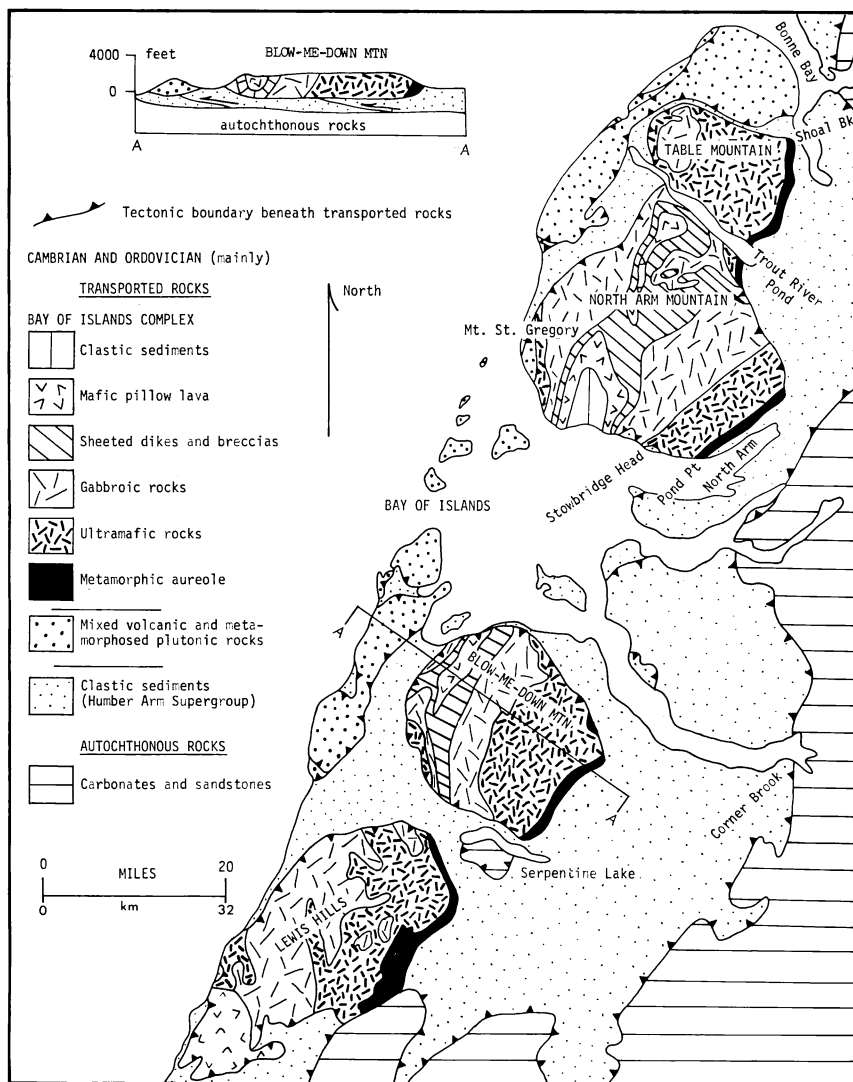 4000
feet
BLOW-ME-DOWN MTN
0
autochthonous rocks
A
A
Tectonic boundary beneath transported rocks
CAMBRIAN AND ORDOVICIAN (mainly)
TRANSPORTED ROCKS
BAY OF ISLANDS COMPLEX
Clastic sediments
Mafic pillow lava
Sheeted dikes and breccias
Gabbroic rocks
Ultramafic rocks
Metamorphic aureole
Mixed volcanic and meta-
morphosed plutonic rocks
Clastic sediments
(Humber Arm Supergroup)
AUTOCHTHONOUS ROCKS
Carbonates and sandstones
0
MILES
20
0
km
32
North
Bonne Bay
Shoal Bk
TABLE MOUNTAIN
Trout River
Pond
NORTH ARM MOUNTAIN
Mt. St. Gregory
Stowbridge Head
Pond Pt
North Arm
BAY OF ISLANDS
A
BLOW-ME-DOWN MTN.
A
Corner Brook
Serpentine Lake
LEWIS HILLS